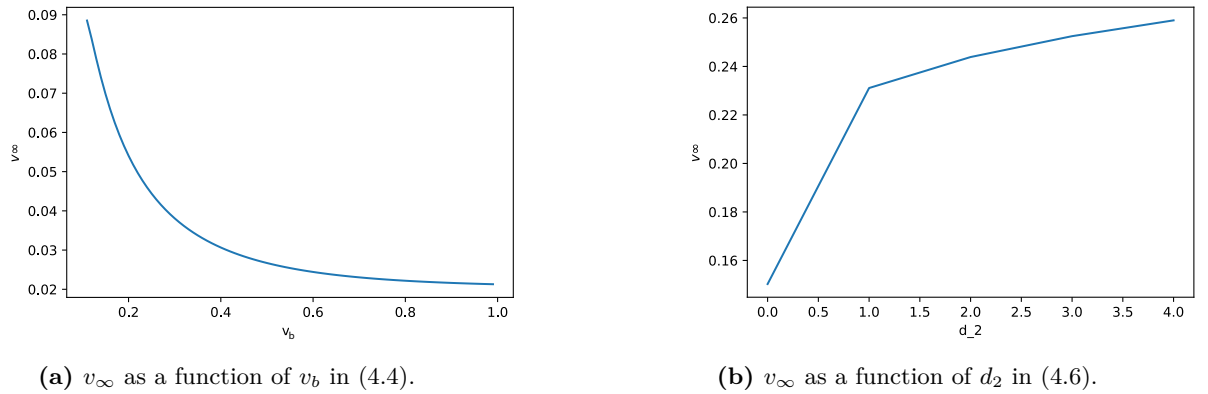 0.09
0.08
0.07
0.06
0.05
0.04
0.03
0.02
v∞
0.2 0.4 0.6 0.8 1.0
v_b
(a) v∞ as a function of v_b in (4.4).
0.26
0.24
0.22
0.20
0.18
0.16
v∞
0.0 0.5 1.0 1.5 2.0 2.5 3.0 3.5 4.0
d_2
(b) v∞ as a function of d₂ in (4.6).